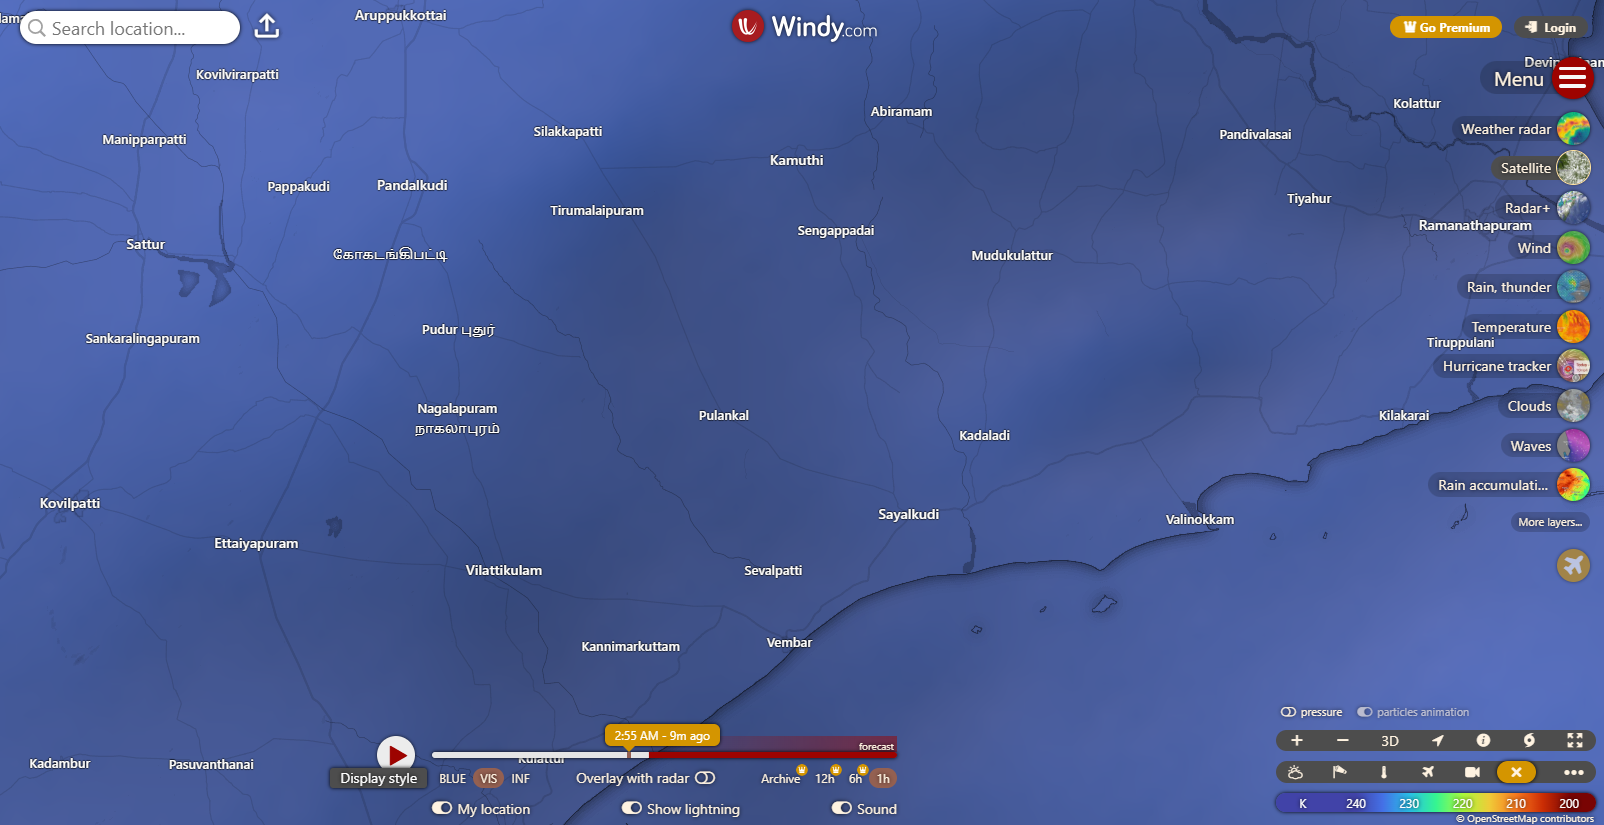 Aruppukkottai
Search location...
Windy.com
Go Premium
Login
Kovilvirarpatti
Menu
Abiramam
Kolattur
Silakkapatti
Manipparpatti
Pandivalasai
Weather radar
Kamuthi
Satellite
Pappakudi
Pandalkudi
Tirumalaipuram
Tiyahur
Radar+
Sengappadai
Ramanathapuram
Sattur
கோகடங்கிபட்டி
Mudukulattur
Wind
Rain, thunder
Pudur புதுர்
Temperature
Sankaralingapuram
Tiruppulani
Hurricane tracker
Nagalapuram
நாகலாபுரம்
Pulankal
Kilakarai
Clouds
Kadaladi
Waves
Rain accumulati...
Kovilpatti
Sayalkudi
Valinokkam
More layers...
Ettaiyapuram
Vilattikulam
Sevalpatti
Kannimarkuttam
Vembar
pressure
particles animation
2:55 AM - 9m ago
forecast
3D
Kadambur
Pasuvanthanai
Display style
BLUE
VIS
INF
Overlay with radar
Archive
12h
6h
1h
My location
Show lightning
Sound
K 240 230 220 210 200
© OpenStreetMap contributors